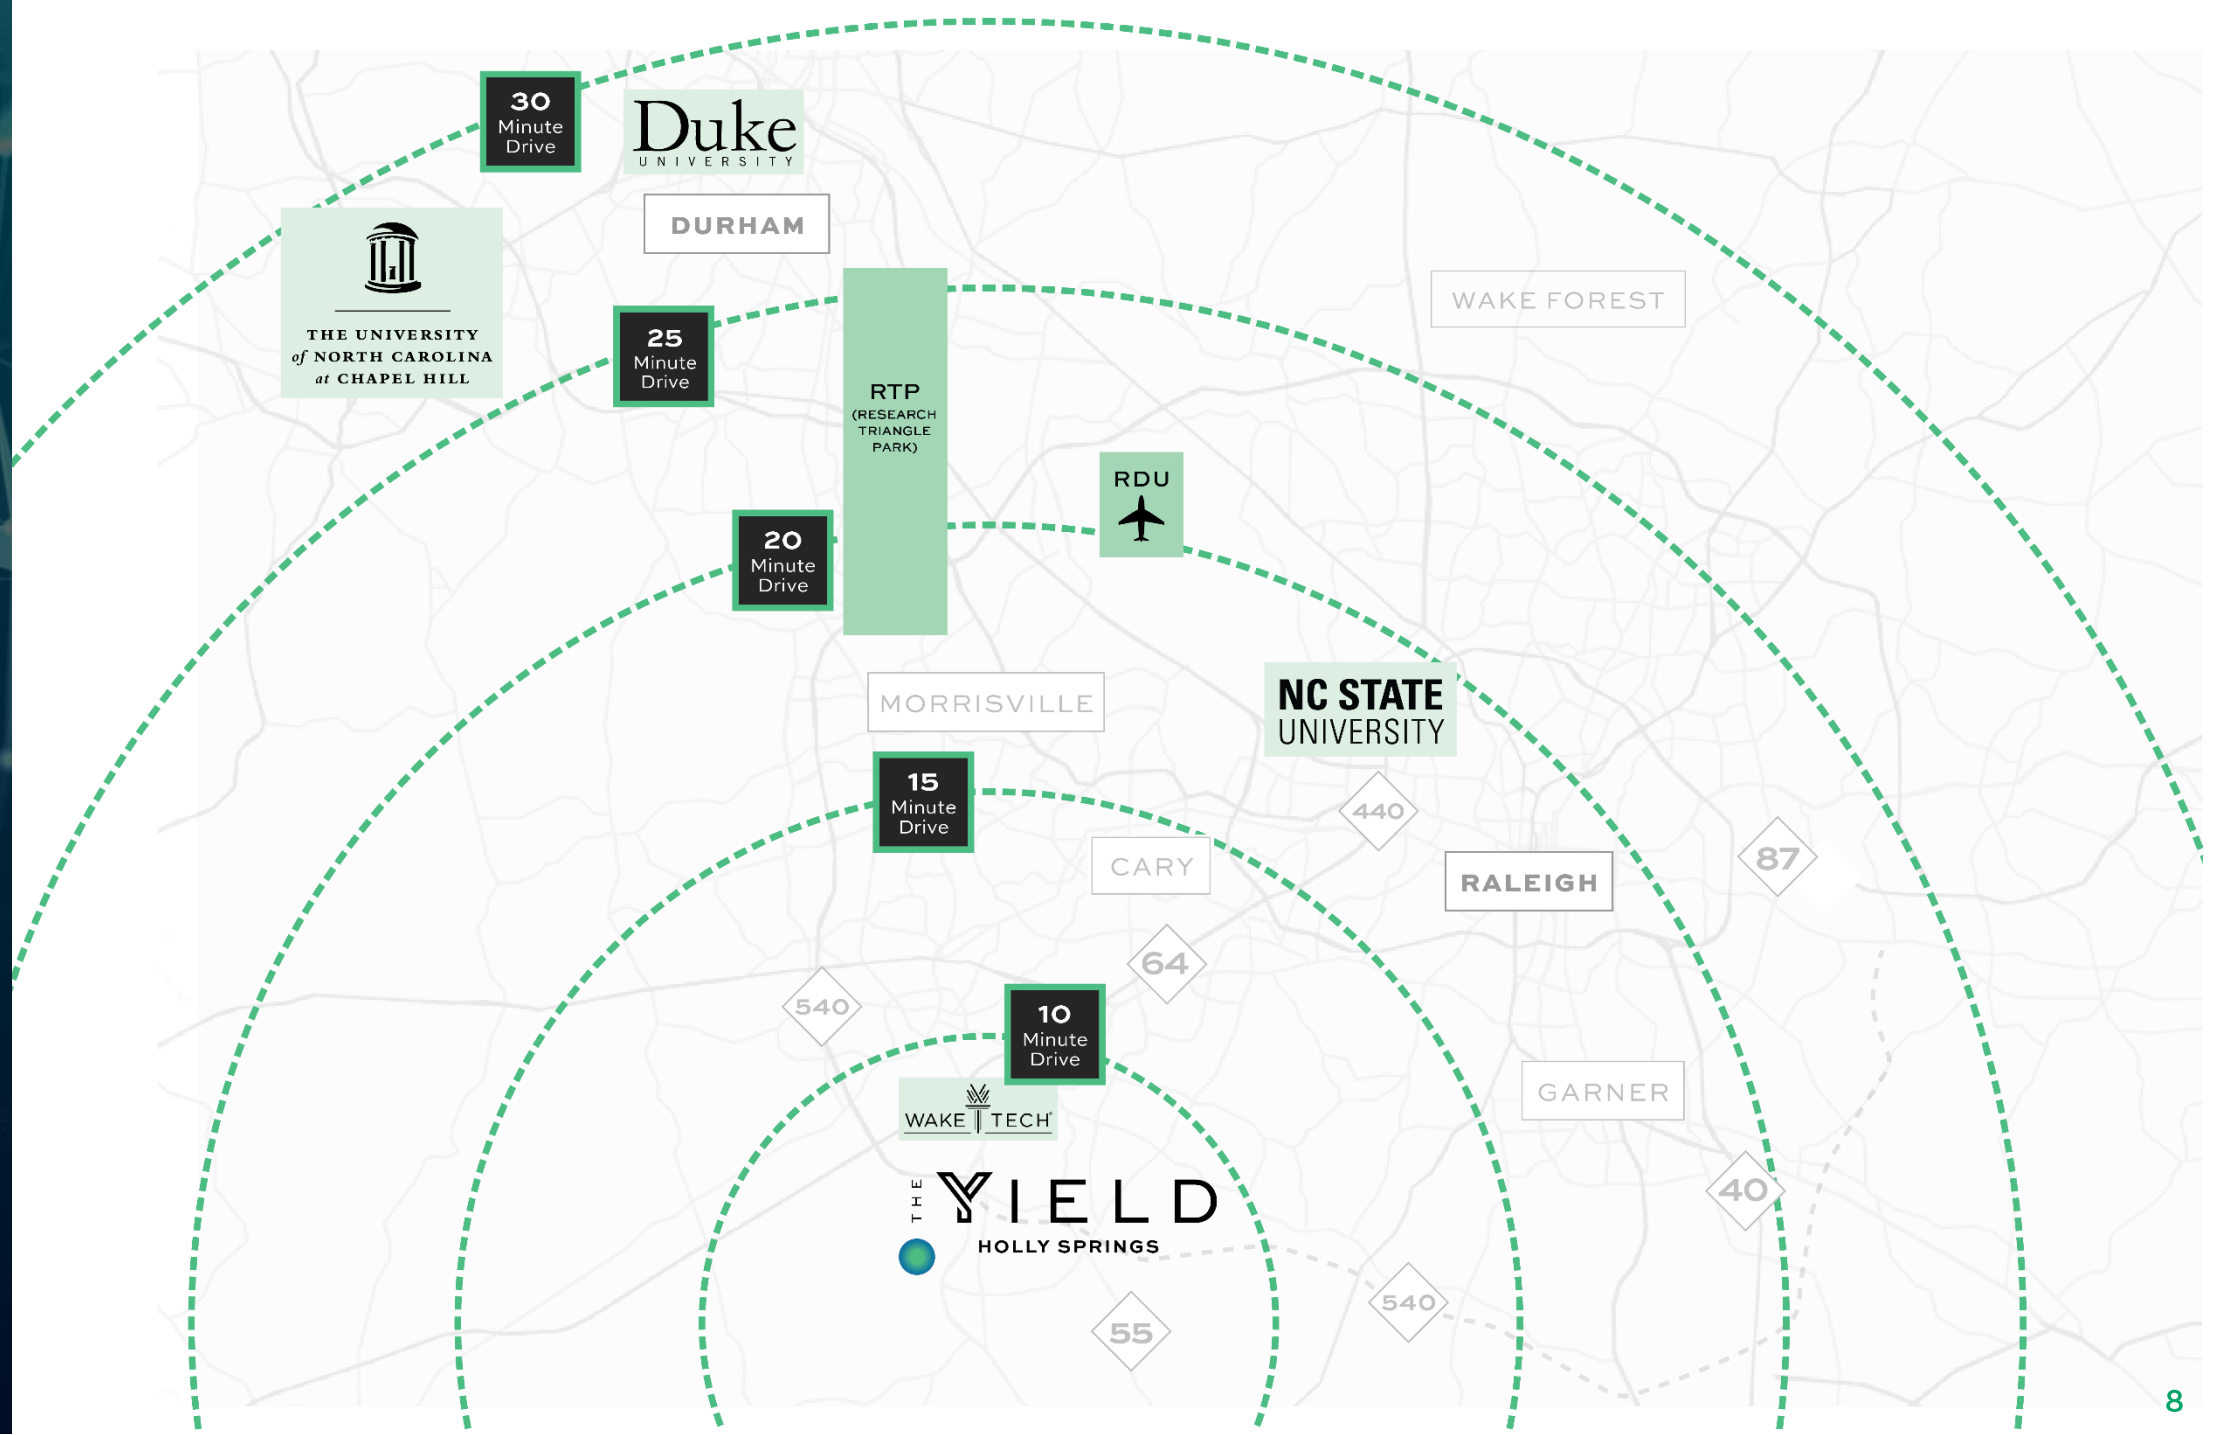 30
Minute
Drive
Duke
UNIVERSITY
DURHAM
THE UNIVERSITY
of NORTH CAROLINA
at CHAPEL HILL
WAKE FOREST
25
Minute
Drive
RTP
(RESEARCH
TRIANGLE
PARK)
RDU
20
Minute
Drive
MORRISVILLE
NC STATE
UNIVERSITY
15
Minute
Drive
440
CARY
87
RALEIGH
64
540
10
Minute
Drive
GARNER
WAKE TECH
40
THE YIELD
HOLLY SPRINGS
540
55
8